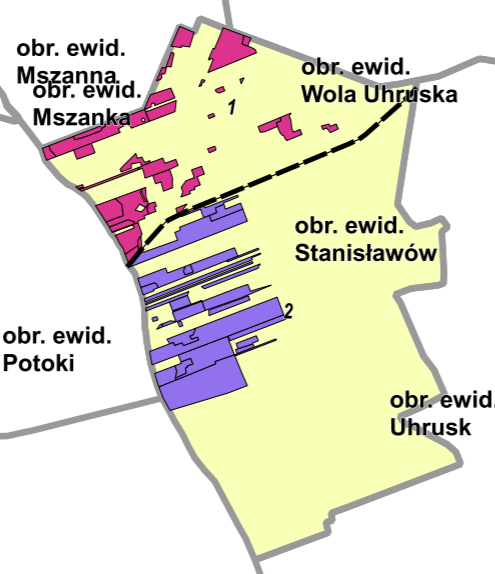 obr. ewid.
Mszanna
obr. ewid.
Mszanka
obr. ewid.
Wola Uhruska
1
obr. ewid.
Stanisławów
2
obr. ewid.
Potoki
obr. ewid.
Uhrusk